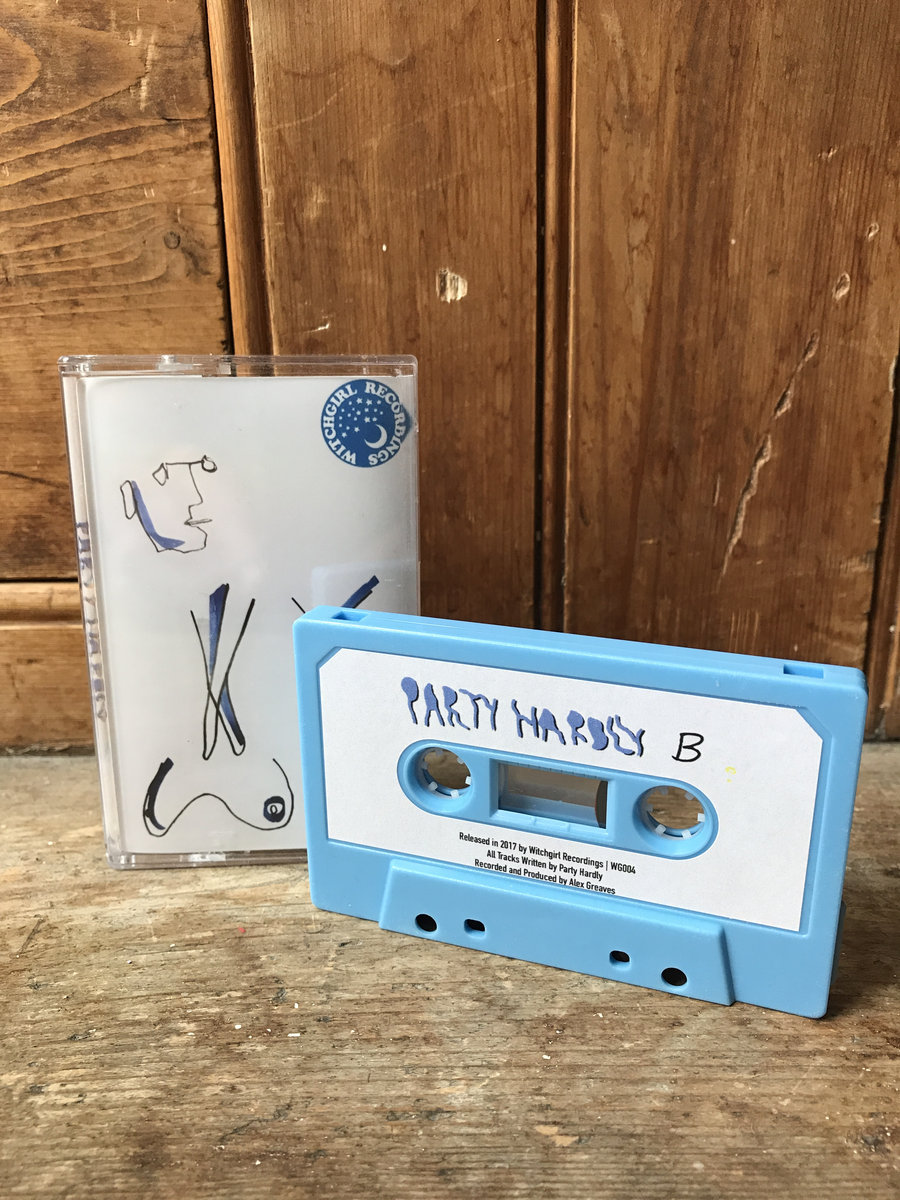 WITCHGIRL RECORDINGS
PARTY HARDLY
PARTY HARDLY B
Released in 2017 by Witchgirl Recordings | WG004
All Tracks Written by Party Hardly
Recorded and Produced by Alex Greaves